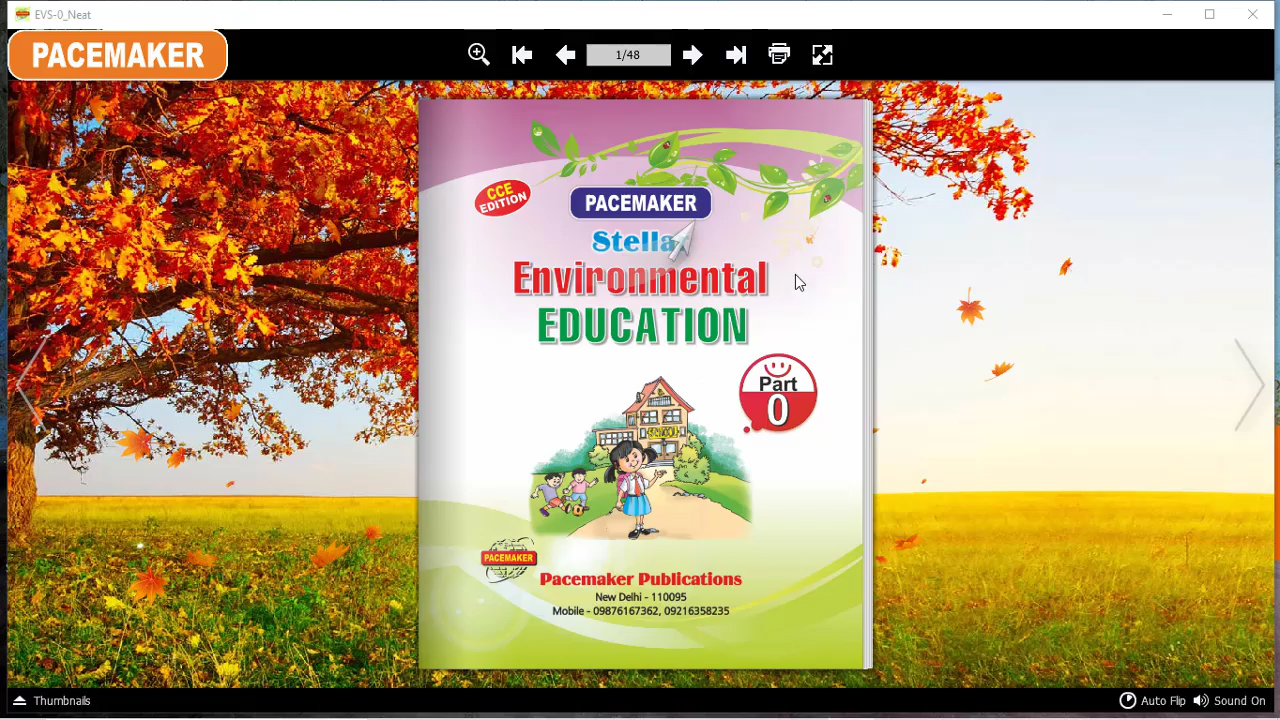 EVS-0_Neat
PACEMAKER
1/48
CCE
EDITION
PACEMAKER
Stella
Environmental
EDUCATION
Part
0
SCHOOL
PACEMAKER
Pacemaker Publications
New Delhi - 110095
Mobile - 09876167362, 09216358235
Thumbnails
Auto Flip
Sound On